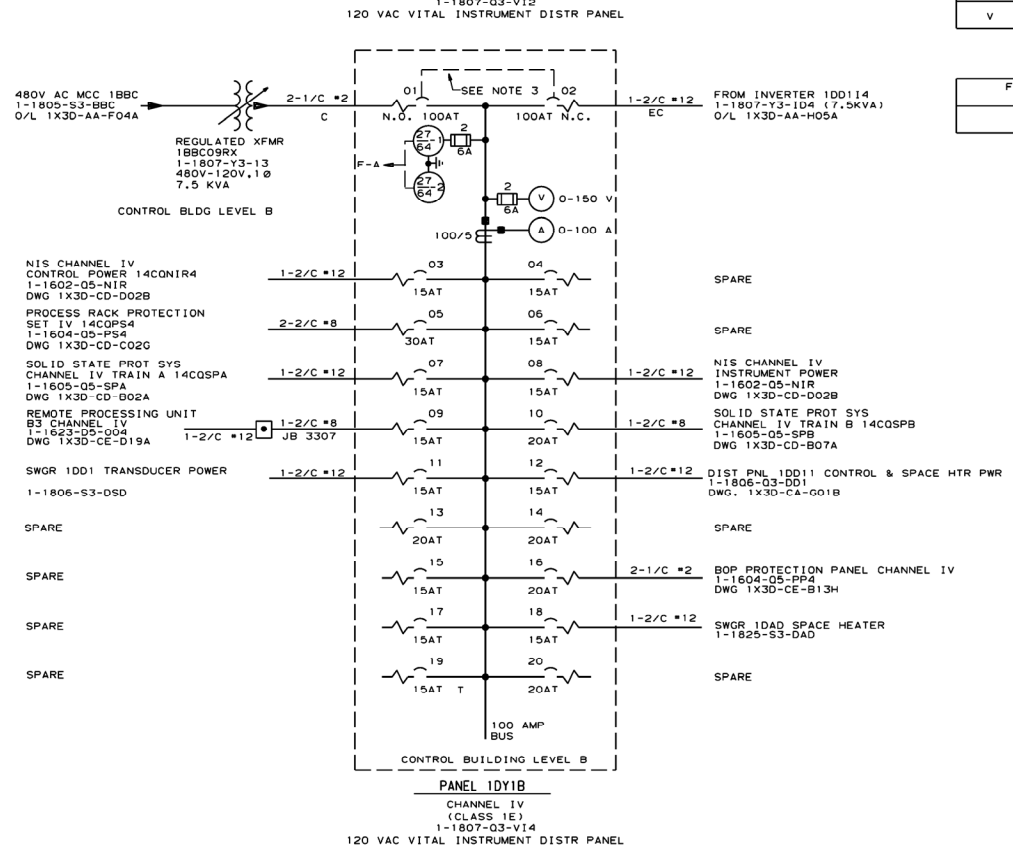 1-1807-Q3-VI2
120 VAC VITAL INSTRUMENT DISTR PANEL
V
F
480V AC MCC 1BBC
1-1805-S3-BBC
O/L 1X3D-AA-F04A
REGULATED XFMR
1BBC09RX
1-1807-Y3-13
480V-120V,1Ø
7.5 KVA
CONTROL BLDG LEVEL B
2-1/C #2
C
01
N.O. 100AT
SEE NOTE 3
02
100AT N.C.
1-2/C #12
EC
FROM INVERTER 1DD1I4
1-1807-Y3-ID4 (7.5KVA)
O/L 1X3D-AA-H05A
27
64
-1
2
6A
F-A
27
64
-2
2
6A
V
0-150 V
100/5
A
0-100 A
NIS CHANNEL IV
CONTROL POWER 14CQNIR4
1-1602-Q5-NIR
DWG 1X3D-CD-D02B
1-2/C #12
03
15AT
04
15AT
SPARE
PROCESS RACK PROTECTION
SET IV 14CQPS4
1-1604-Q5-PS4
DWG 1X3D-CD-C02G
2-2/C #8
05
30AT
06
15AT
SPARE
SOLID STATE PROT SYS
CHANNEL IV TRAIN A 14CQSPA
1-1605-Q5-SPA
DWG 1X3D-CD-B02A
1-2/C #12
07
15AT
08
15AT
1-2/C #12
NIS CHANNEL IV
INSTRUMENT POWER
1-1602-Q5-NIR
DWG 1X3D-CD-D02B
REMOTE PROCESSING UNIT
B3 CHANNEL IV
1-1623-D5-004
DWG 1X3D-CE-D19A
1-2/C #12
1-2/C #8
JB 3307
09
15AT
10
20AT
1-2/C #8
SOLID STATE PROT SYS
CHANNEL IV TRAIN B 14CQSPB
1-1605-Q5-SPB
DWG 1X3D-CD-B07A
SWGR 1DD1 TRANSDUCER POWER
1-1806-S3-DSD
1-2/C #12
11
15AT
12
15AT
1-2/C #12
DIST PNL 1DD11 CONTROL & SPACE HTR PWR
1-1806-Q3-DD1
DWG. 1X3D-CA-G01B
SPARE
13
20AT
14
20AT
SPARE
SPARE
15
15AT
16
20AT
2-1/C #2
BOP PROTECTION PANEL CHANNEL IV
1-1604-Q5-PP4
DWG 1X3D-CE-B13H
SPARE
17
15AT
18
15AT
1-2/C #12
SWGR 1DAD SPACE HEATER
1-1825-S3-DAD
SPARE
19
15AT T
20
20AT
SPARE
100 AMP
BUS
CONTROL BUILDING LEVEL B
PANEL 1DY1B
CHANNEL IV
(CLASS 1E)
1-1807-Q3-VI4
120 VAC VITAL INSTRUMENT DISTR PANEL